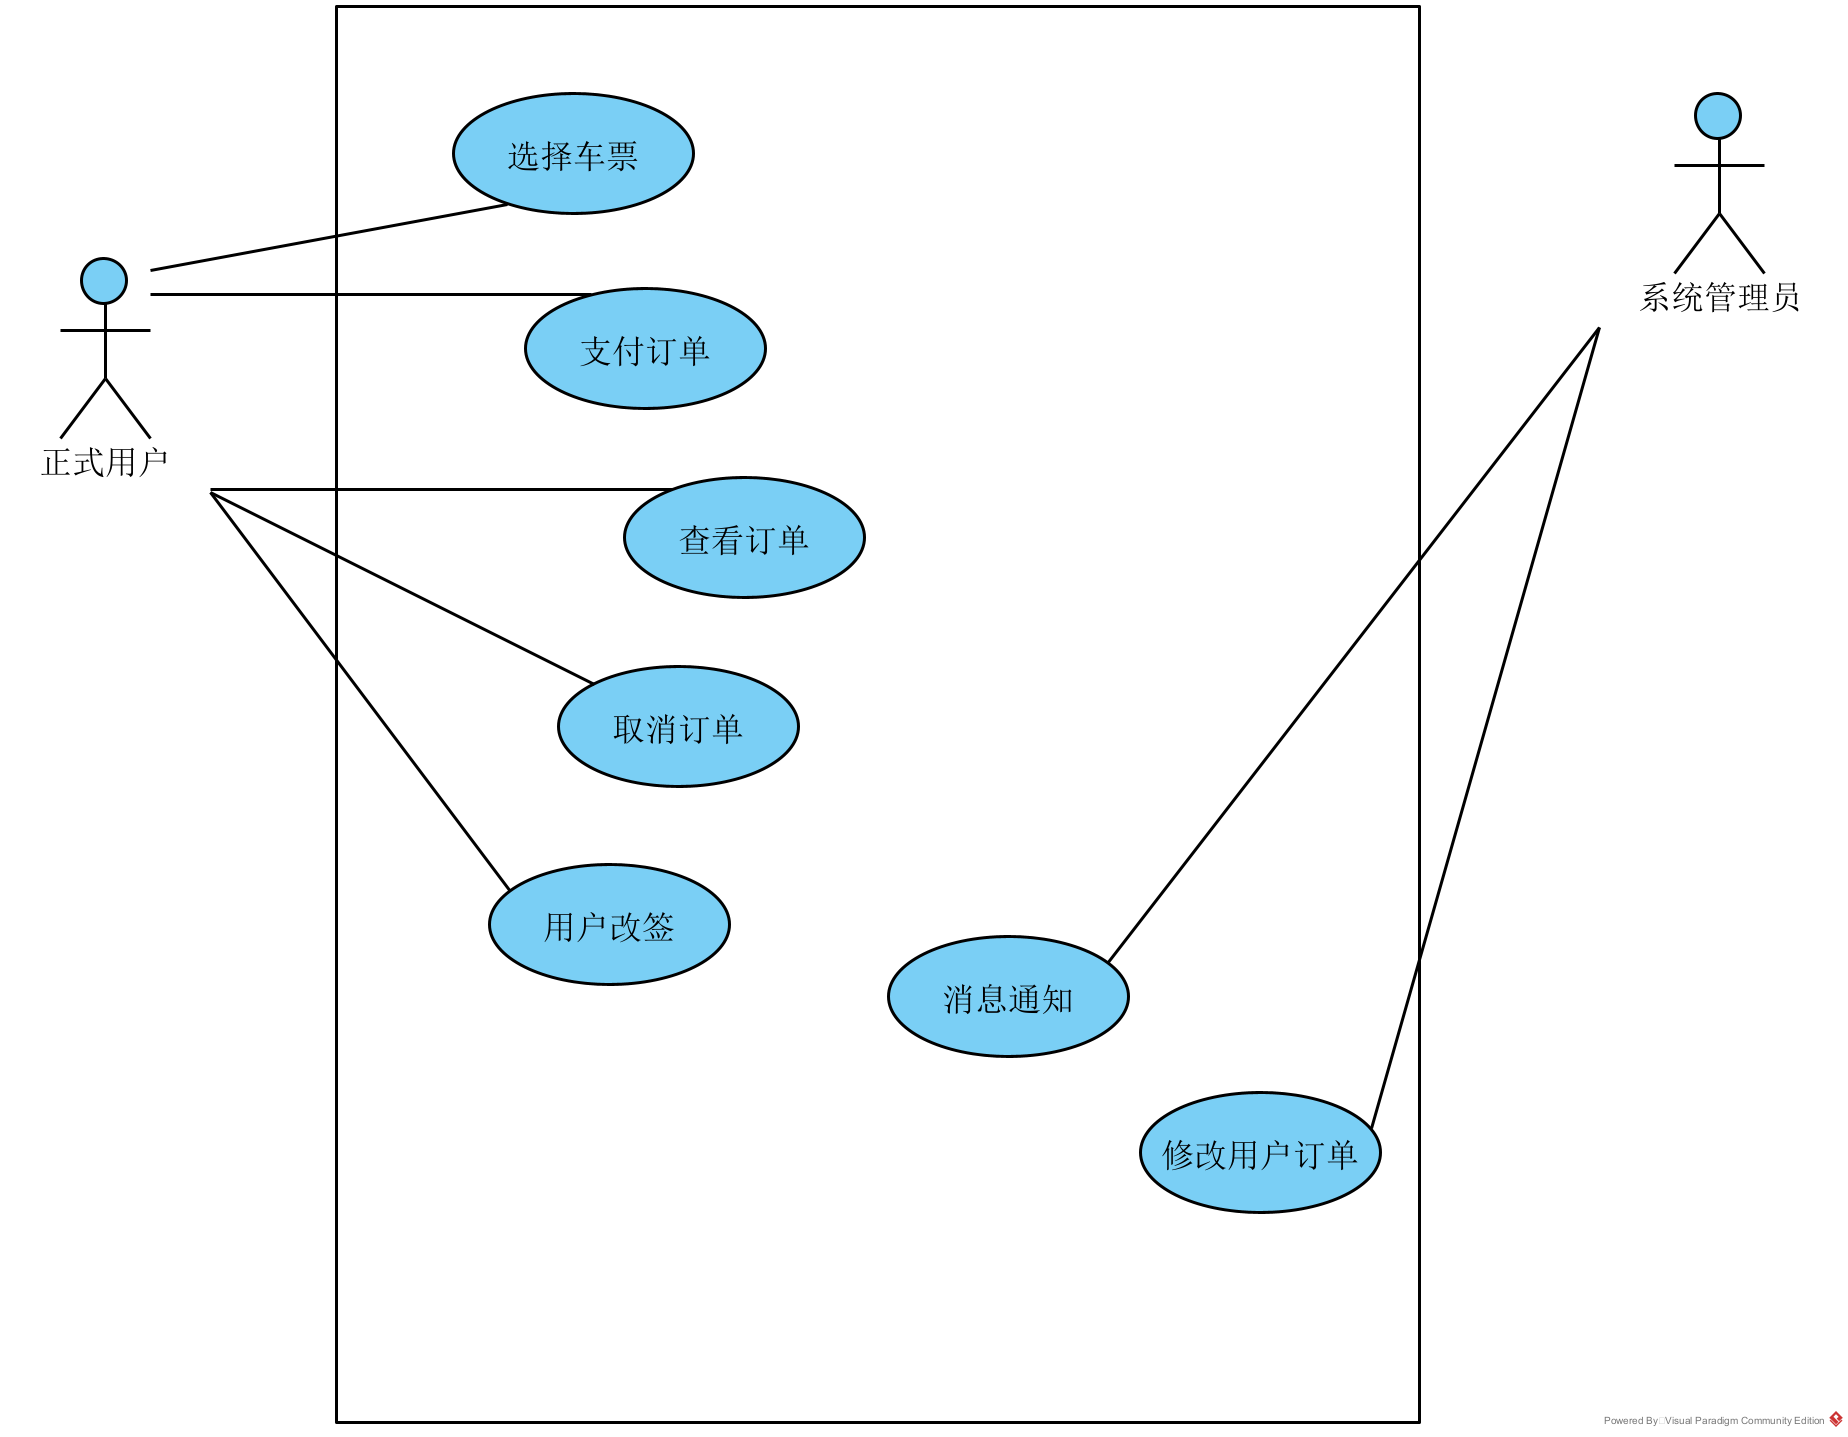 选择车票
系统管理员
支付订单
正式用户
查看订单
取消订单
用户改签
消息通知
修改用户订单
Powered By Visual Paradigm Community Edition